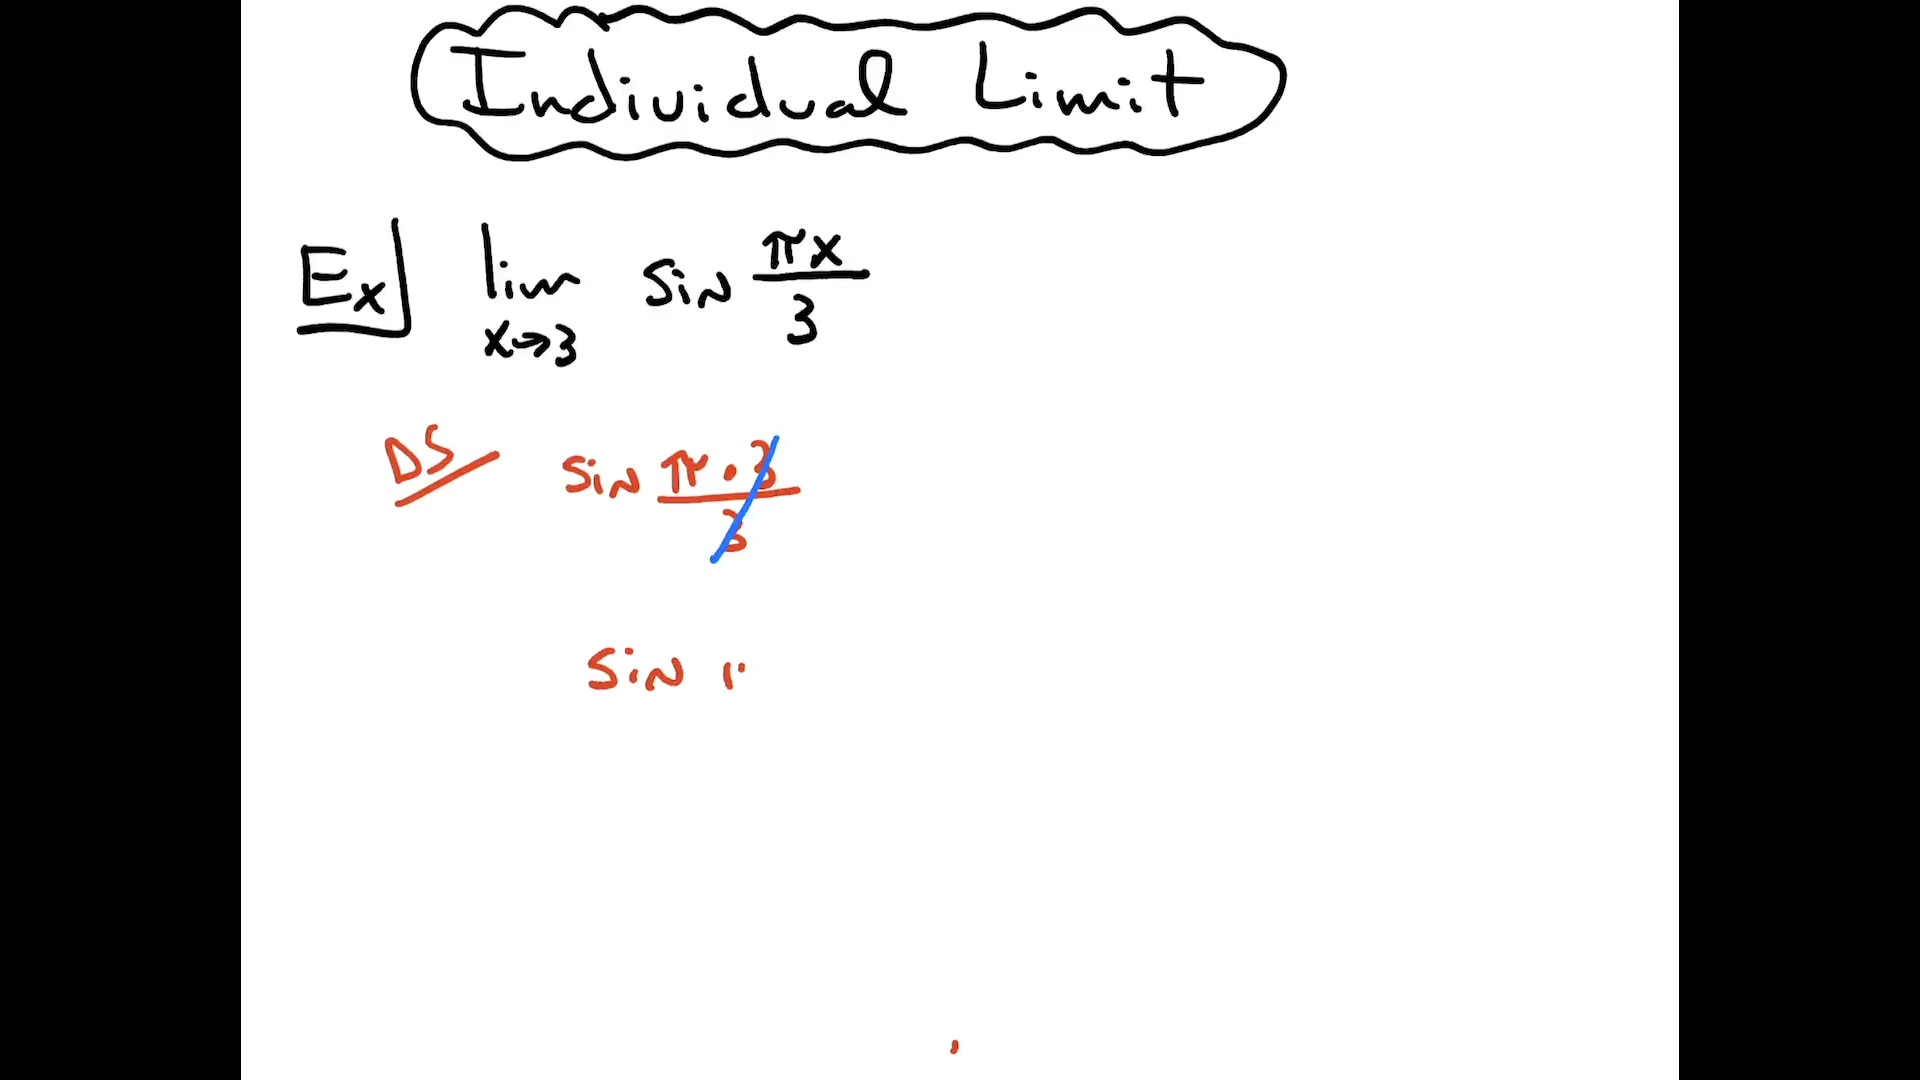 Individual Limit
Ex lim x→3 sin πx/3
DS sin π·3/3
sin